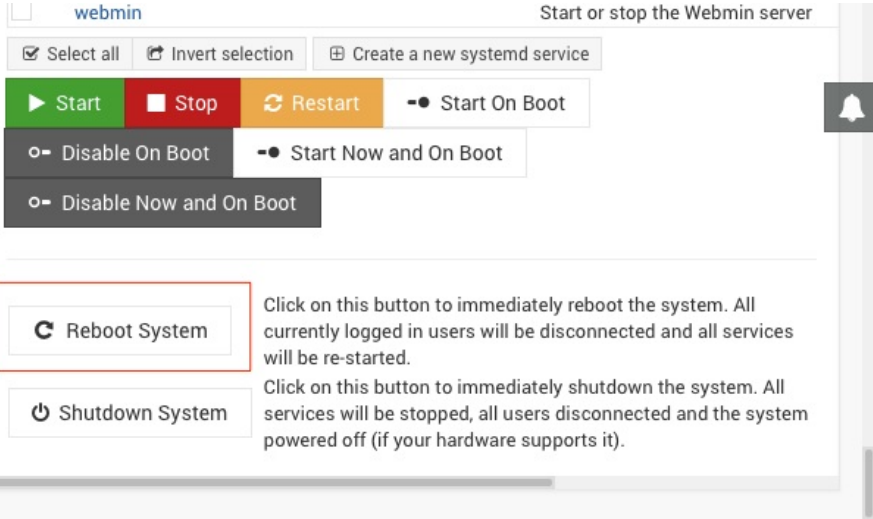 webmin Start or stop the Webmin server
Select all Invert selection Create a new systemd service
Start Stop Restart Start On Boot
Disable On Boot Start Now and On Boot
Disable Now and On Boot
Reboot System
Click on this button to immediately reboot the system. All
currently logged in users will be disconnected and all services
will be re-started.
Shutdown System
Click on this button to immediately shutdown the system. All
services will be stopped, all users disconnected and the system
powered off (if your hardware supports it).